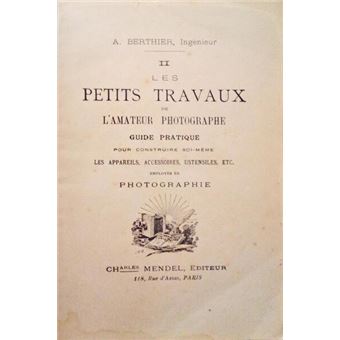 A. BERTHIER, Ingénieur
II
LES
PETITS TRAVAUX
DE
L'AMATEUR PHOTOGRAPHE
GUIDE PRATIQUE
POUR CONSTRUIRE SOI-MÊME
LES APPAREILS, ACCESSOIRES, USTENSILES, ETC.
EMPLOYÉS EN
PHOTOGRAPHIE
CHARLES MENDEL, EDITEUR
118, Rue d'Assas, PARIS